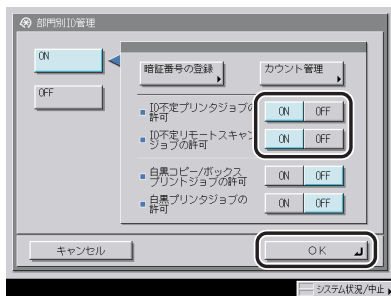 部門別ID管理
ON
OFF
暗証番号の登録
カウント管理
ID不定プリンタジョブの
許可
ON OFF
ID不定リモートスキャン
ジョブの許可
ON OFF
白黒コピー/ボックス
プリントジョブの許可
ON OFF
白黒プリンタジョブの
許可
ON OFF
キャンセル
OK
システム状況/中止